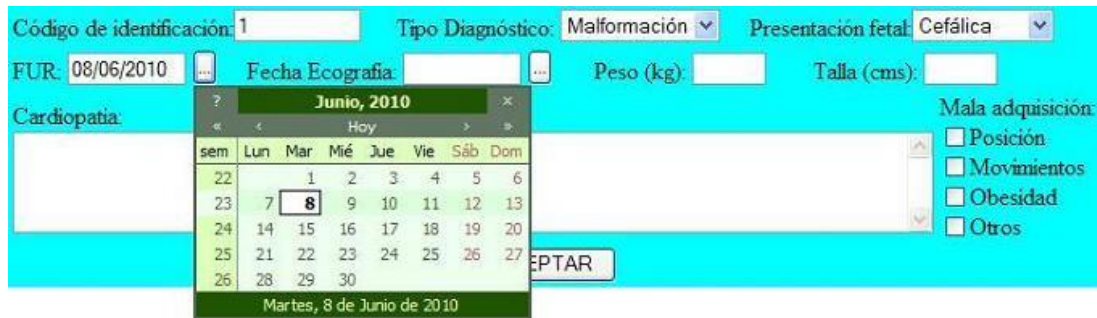 Código de identificación: 1 Tipo Diagnóstico: Malformación Presentación fetal: Cefálica
FUR: 08/06/2010 ... Fecha Ecografía: ... Peso (kg): Talla (cms):
Cardiopatia:
? Junio, 2010 ×
« ‹ Hoy › »
sem Lun Mar Mié Jue Vie Sáb Dom
22 1 2 3 4 5 6
23 7 8 9 10 11 12 13
24 14 15 16 17 18 19 20
25 21 22 23 24 25 26 27
26 28 29 30
Martes, 8 de Junio de 2010
Mala adquisición:
Posición
Movimientos
Obesidad
Otros
EPTAR